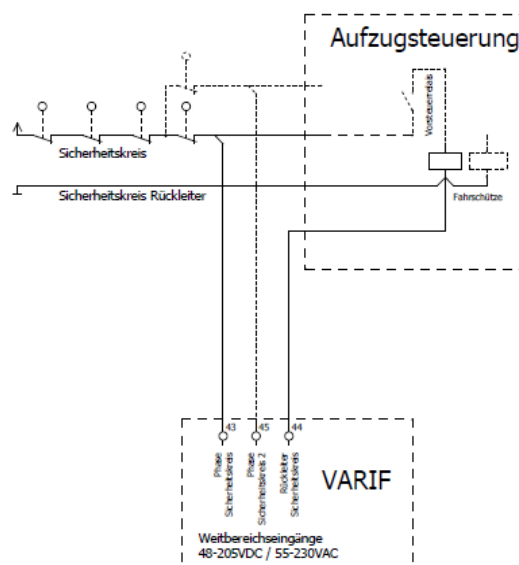 Aufzugsteuerung
Vorsteuerrelais
Sicherheitskreis
Sicherheitskreis Rückleiter
Fahrschütze
43
45
44
Phase
Sicherheitskreis
Phase
Sicherheitskreis 2
Rückleiter
Sicherheitskreis
VARIF
Weitbereichseingänge
48-205VDC / 55-230VAC